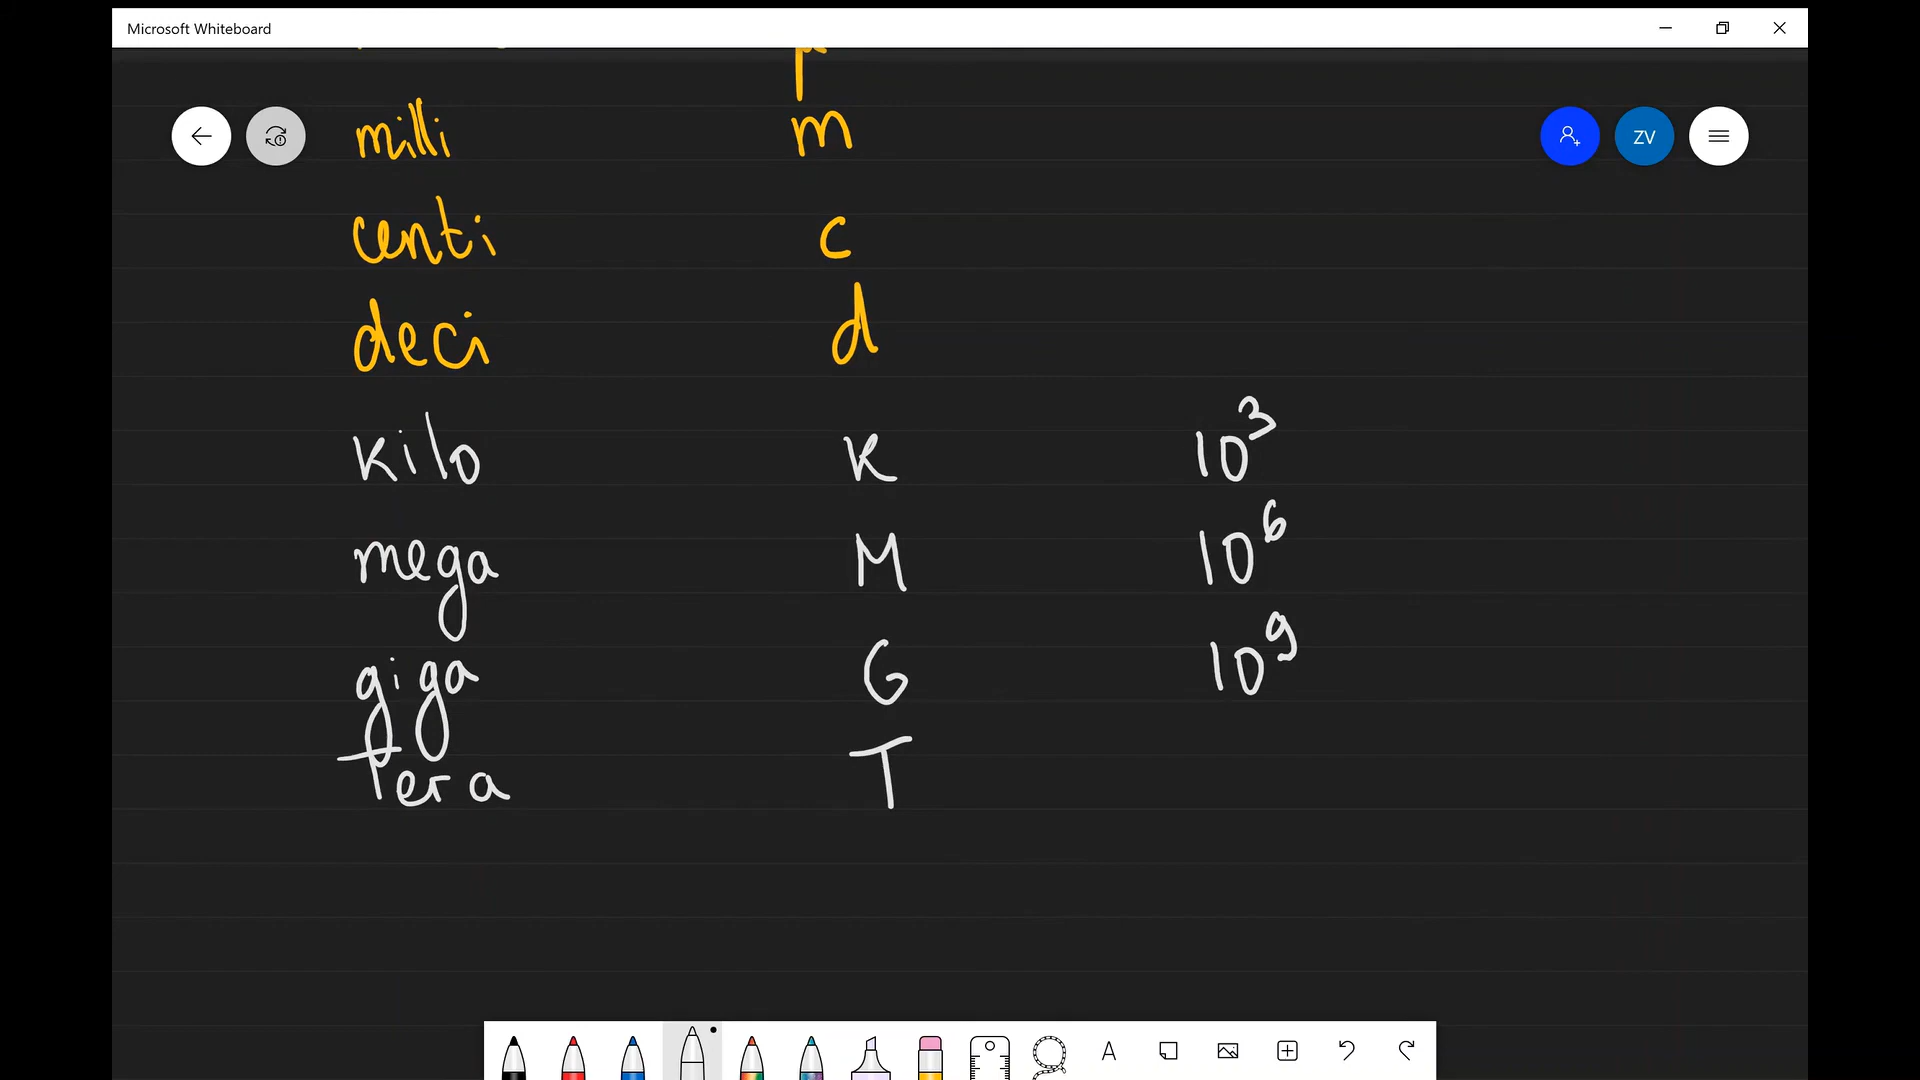 Microsoft Whiteboard
ZV
milli m
centi c
deci d
kilo K 10³
mega M 10⁶
giga G 10⁹
Tera T
A